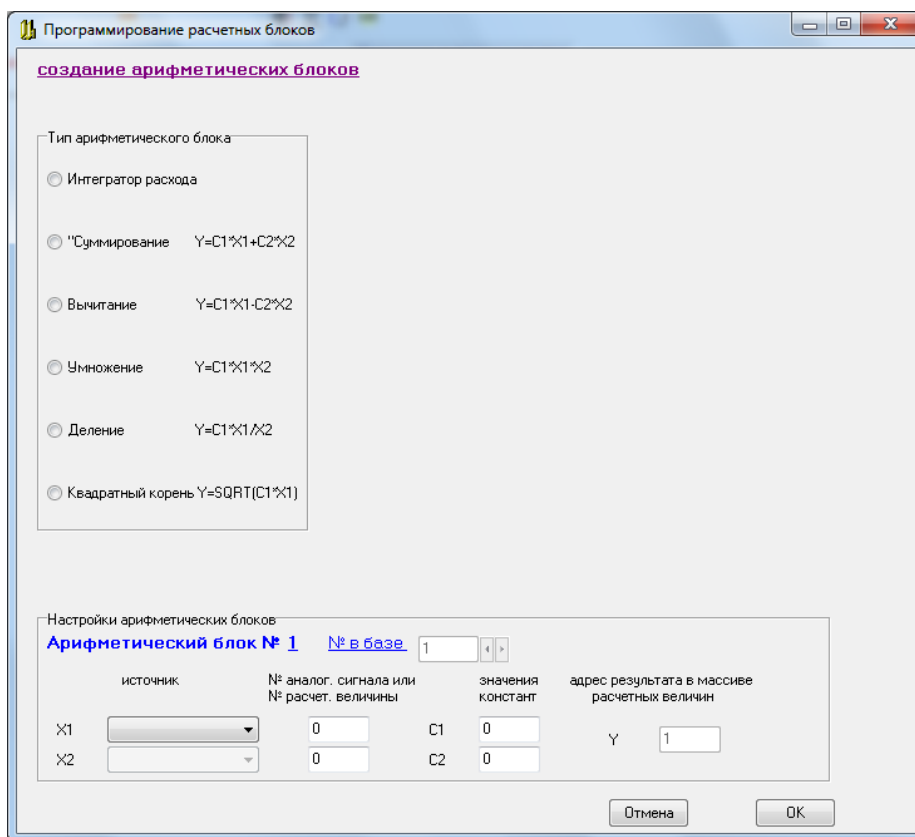 Программирование расчетных блоков
создание арифметических блоков
Тип арифметического блока
Интегратор расхода
"Суммирование Y=C1*X1+C2*X2
Вычитание Y=C1*X1-C2*X2
Умножение Y=C1*X1*X2
Деление Y=C1*X1/X2
Квадратный корень Y=SQRT(C1*X1)
Настройки арифметических блоков
Арифметический блок № 1 № в базе 1
источник № аналог. сигнала или значения адрес результата в массиве
№ расчет. величины констант расчетных величин
X1 0 C1 0
Y 1
X2 0 C2 0
Отмена OK